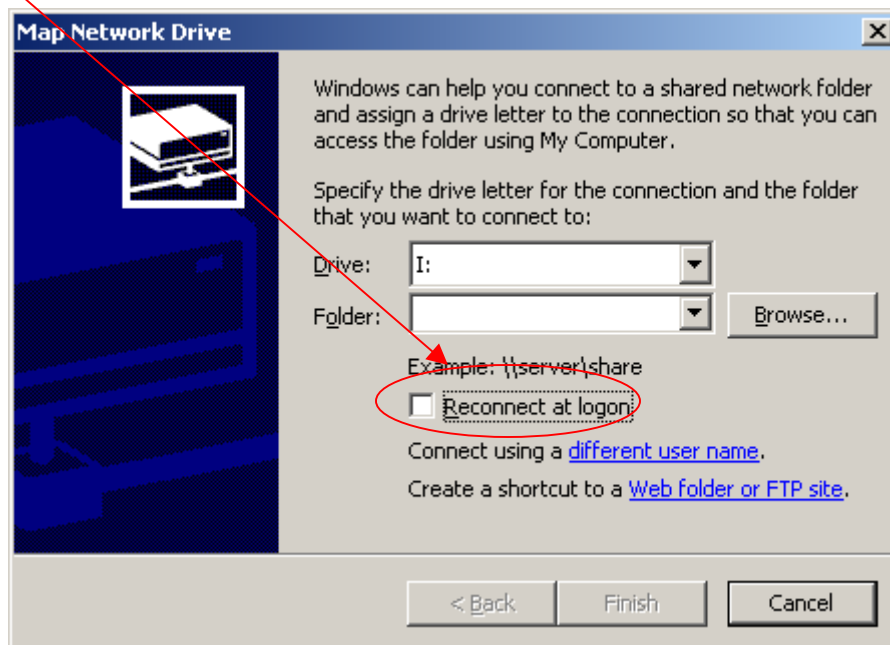 Map Network Drive
Windows can help you connect to a shared network folder
and assign a drive letter to the connection so that you can
access the folder using My Computer.
Specify the drive letter for the connection and the folder
that you want to connect to:
Drive: I:
Folder: Browse...
Example: \\server\share
Reconnect at logon
Connect using a different user name.
Create a shortcut to a Web folder or FTP site.
< Back Finish Cancel